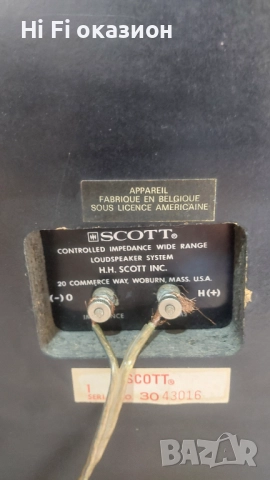 Hi Fi оказион
APPAREIL
FABRIQUE EN BELGIQUE
SOUS LICENCE AMERICAINE
SCOTT®
CONTROLLED IMPEDANCE WIDE RANGE
LOUDSPEAKER SYSTEM
H.H. SCOTT INC.
20 COMMERCE WAY, WOBURN, MASS. U.S.A.
(-) 0 H (+)
SCOTT®
30 43016
bazar